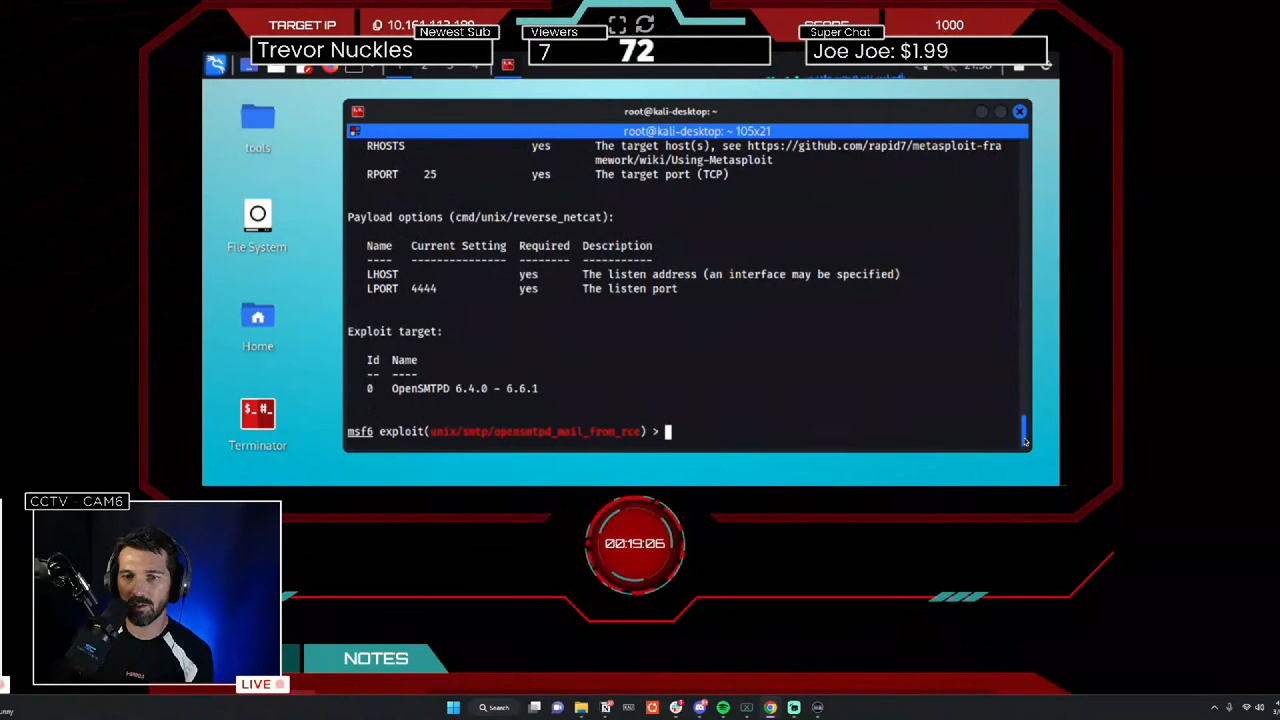 TARGET IP
1000
Newest Sub
Trevor Nuckles
Viewers
7
72
Super Chat
Joe Joe: $1.99
tools
File System
Home
Terminator
root@kali-desktop: ~
root@kali-desktop: ~ 105x21
RHOSTS yes The target host(s), see https://github.com/rapid7/metasploit-fra
mework/wiki/Using-Metasploit
RPORT 25 yes The target port (TCP)
Payload options (cmd/unix/reverse_netcat):
Name Current Setting Required Description
---- --------------- -------- -----------
LHOST yes The listen address (an interface may be specified)
LPORT 4444 yes The listen port
Exploit target:
Id Name
-- ----
0 OpenSMTPD 6.4.0 - 6.6.1
msf6 exploit(unix/smtp/opensmtpd_mail_from_rce) >
CCTV - CAM6
00:19:06
NOTES
LIVE
Search